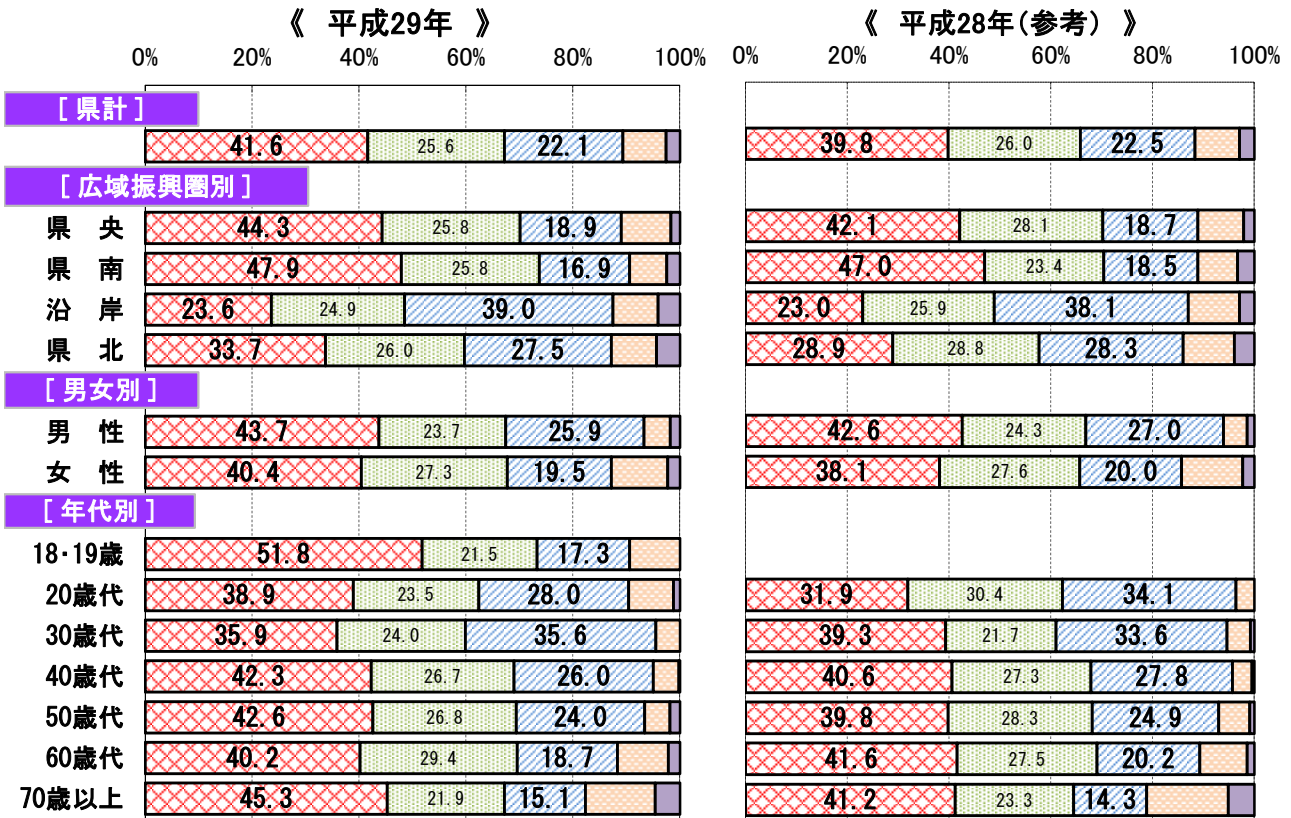 《 平成29年 》 《 平成28年（参考） 》
0% 20% 40% 60% 80% 100% 0% 20% 40% 60% 80% 100%
[ 県計 ]
41.6 25.6 22.1 39.8 26.0 22.5
[ 広域振興圏別 ]
県 央 44.3 25.8 18.9 42.1 28.1 18.7
県 南 47.9 25.8 16.9 47.0 23.4 18.5
沿 岸 23.6 24.9 39.0 23.0 25.9 38.1
県 北 33.7 26.0 27.5 28.9 28.8 28.3
[ 男女別 ]
男 性 43.7 23.7 25.9 42.6 24.3 27.0
女 性 40.4 27.3 19.5 38.1 27.6 20.0
[ 年代別 ]
18・19歳 51.8 21.5 17.3
20歳代 38.9 23.5 28.0 31.9 30.4 34.1
30歳代 35.9 24.0 35.6 39.3 21.7 33.6
40歳代 42.3 26.7 26.0 40.6 27.3 27.8
50歳代 42.6 26.8 24.0 39.8 28.3 24.9
60歳代 40.2 29.4 18.7 41.6 27.5 20.2
70歳以上 45.3 21.9 15.1 41.2 23.3 14.3